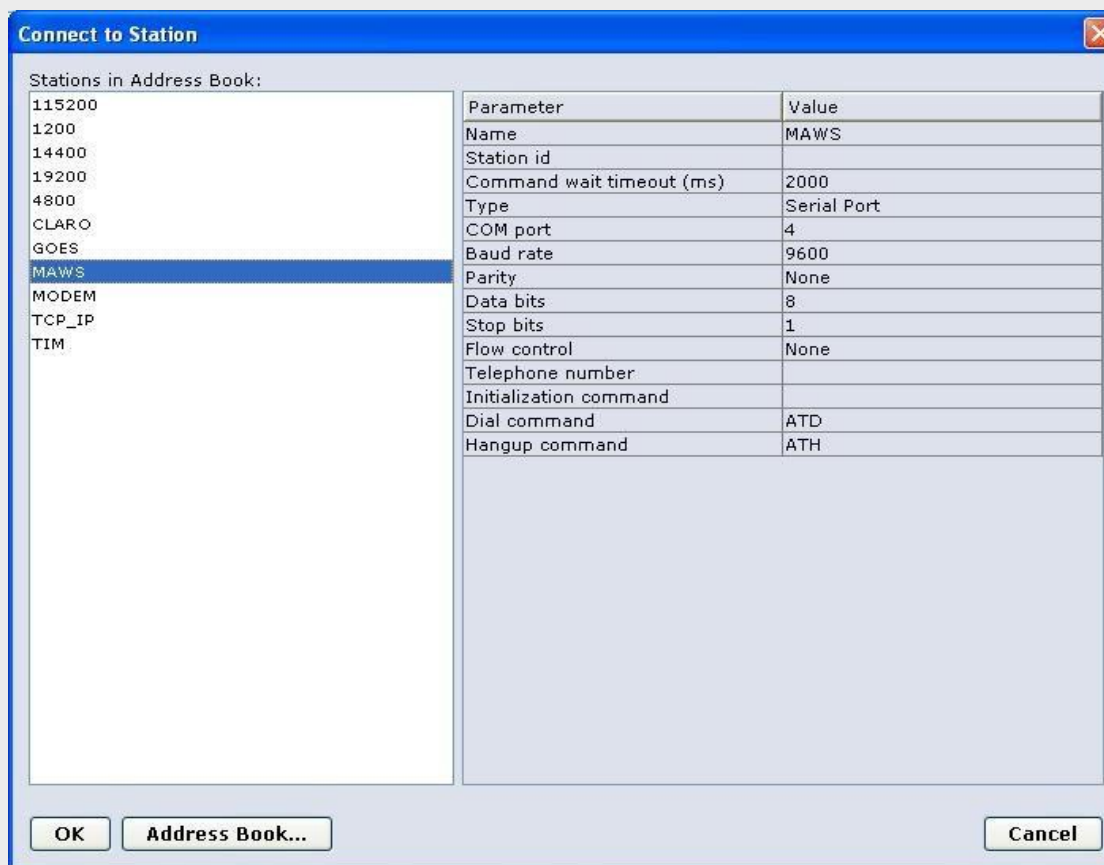 Connect to Station
Stations in Address Book:
115200
1200
14400
19200
4800
CLARO
GOES
MAWS
MODEM
TCP_IP
TIM
Parameter Value
Name MAWS
Station id
Command wait timeout (ms) 2000
Type Serial Port
COM port 4
Baud rate 9600
Parity None
Data bits 8
Stop bits 1
Flow control None
Telephone number
Initialization command
Dial command ATD
Hangup command ATH
OK Address Book... Cancel